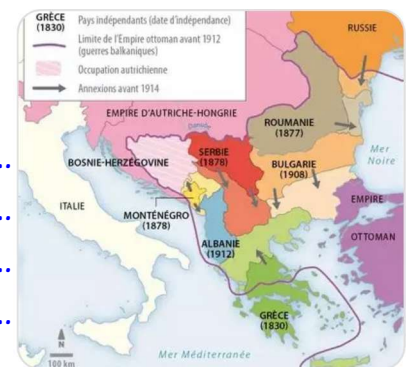 GRÈCE
(1830)
Pays indépendants (date d'indépendance)
Limite de l'Empire ottoman avant 1912
(guerres balkaniques)
Occupation autrichienne
Annexions avant 1914
RUSSIE
EMPIRE D'AUTRICHE-HONGRIE
ROUMANIE
(1877)
Mer
Noire
BOSNIE-HERZÉGOVINE
SERBIE
(1878)
BULGARIE
(1908)
ITALIE
MONTÉNÉGRO
(1878)
EMPIRE
OTTOMAN
ALBANIE
(1912)
GRÈCE
(1830)
N
100 km
Mer Méditerranée